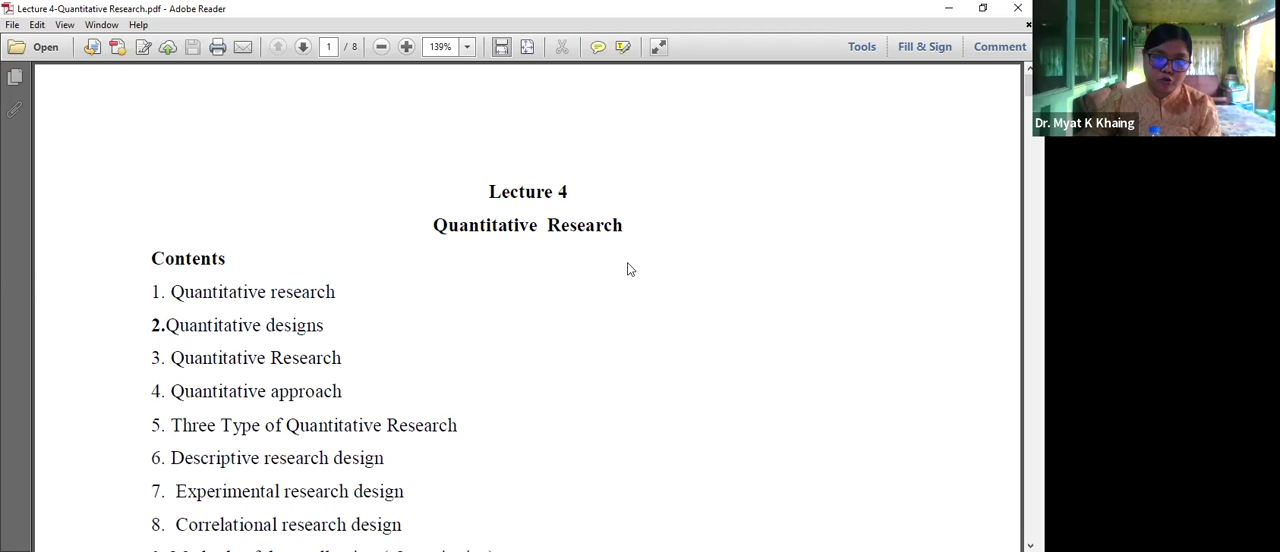 Lecture 4-Quantitative Research.pdf - Adobe Reader
File Edit View Window Help
Open 1 / 8 139% Tools Fill & Sign Comment
Dr. Myat K Khaing
Lecture 4
Quantitative Research
Contents
1. Quantitative research
2.Quantitative designs
3. Quantitative Research
4. Quantitative approach
5. Three Type of Quantitative Research
6. Descriptive research design
7. Experimental research design
8. Correlational research design